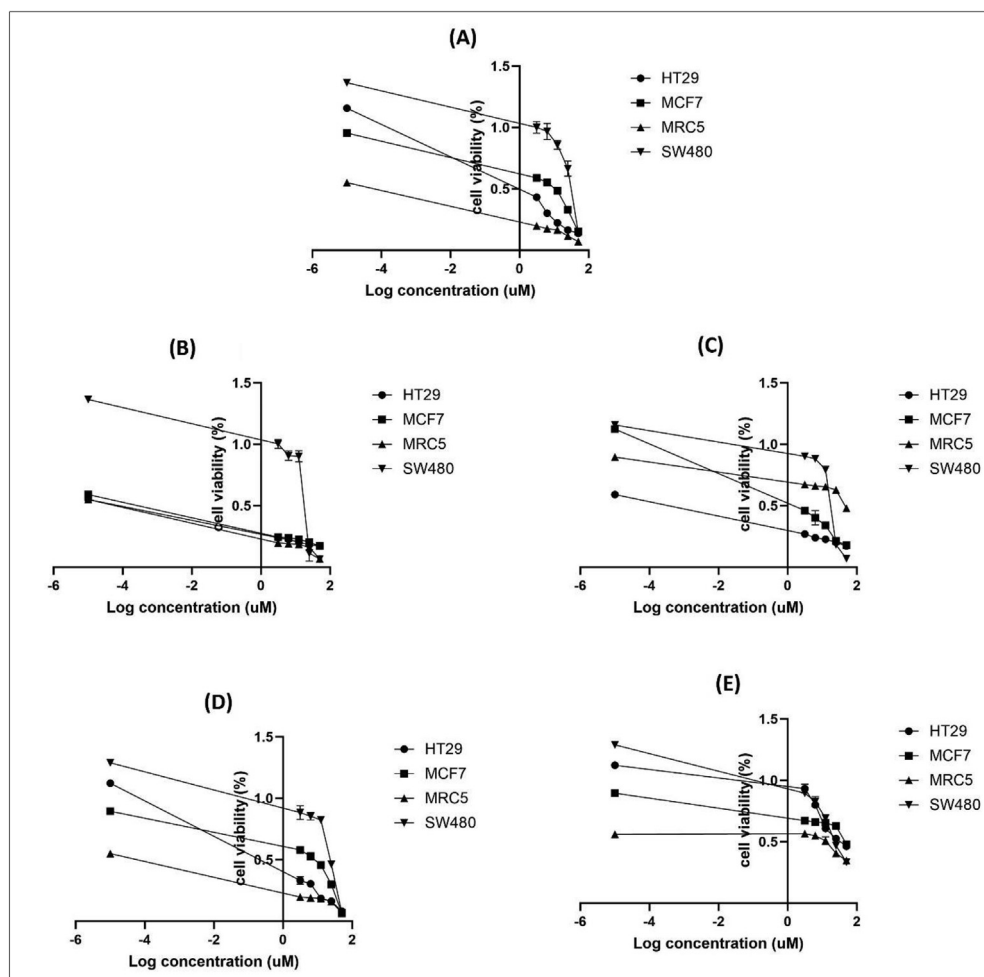 (A)
1.5
1.0
0.5
cell viability (%)
-6
-4
-2
0
2
Log concentration (uM)
HT29
MCF7
MRC5
SW480
(B)
1.5
1.0
0.5
cell viability (%)
-6
-4
-2
0
2
Log concentration (uM)
HT29
MCF7
MRC5
SW480
(C)
1.5
1.0
0.5
cell viability (%)
-6
-4
-2
0
2
Log concentration (uM)
HT29
MCF7
MRC5
SW480
(D)
1.5
1.0
0.5
cell viability (%)
-6
-4
-2
0
2
Log concentration (uM)
HT29
MCF7
MRC5
SW480
(E)
1.5
1.0
0.5
cell viability (%)
-6
-4
-2
0
2
Log concentration (uM)
HT29
MCF7
MRC5
SW480